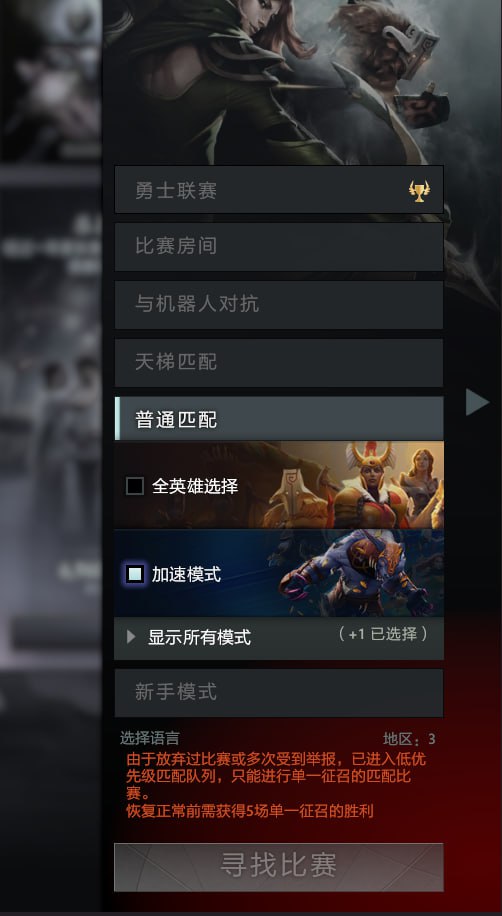 勇士联赛
比赛房间
与机器人对抗
天梯匹配
普通匹配
全英雄选择
加速模式
显示所有模式 （+1 已选择）
新手模式
选择语言 地区：3
由于放弃过比赛或多次受到举报，已进入低优
先级匹配队列，只能进行单一征召的匹配比
赛。
恢复正常前需获得5场单一征召的胜利
寻找比赛